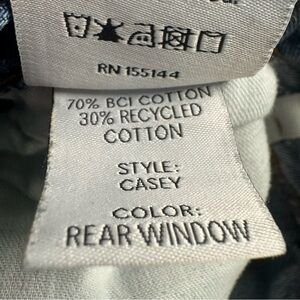 RN 155144
70% BCI COTTON
30% RECYCLED
COTTON
STYLE:
CASEY
COLOR:
REAR WINDOW